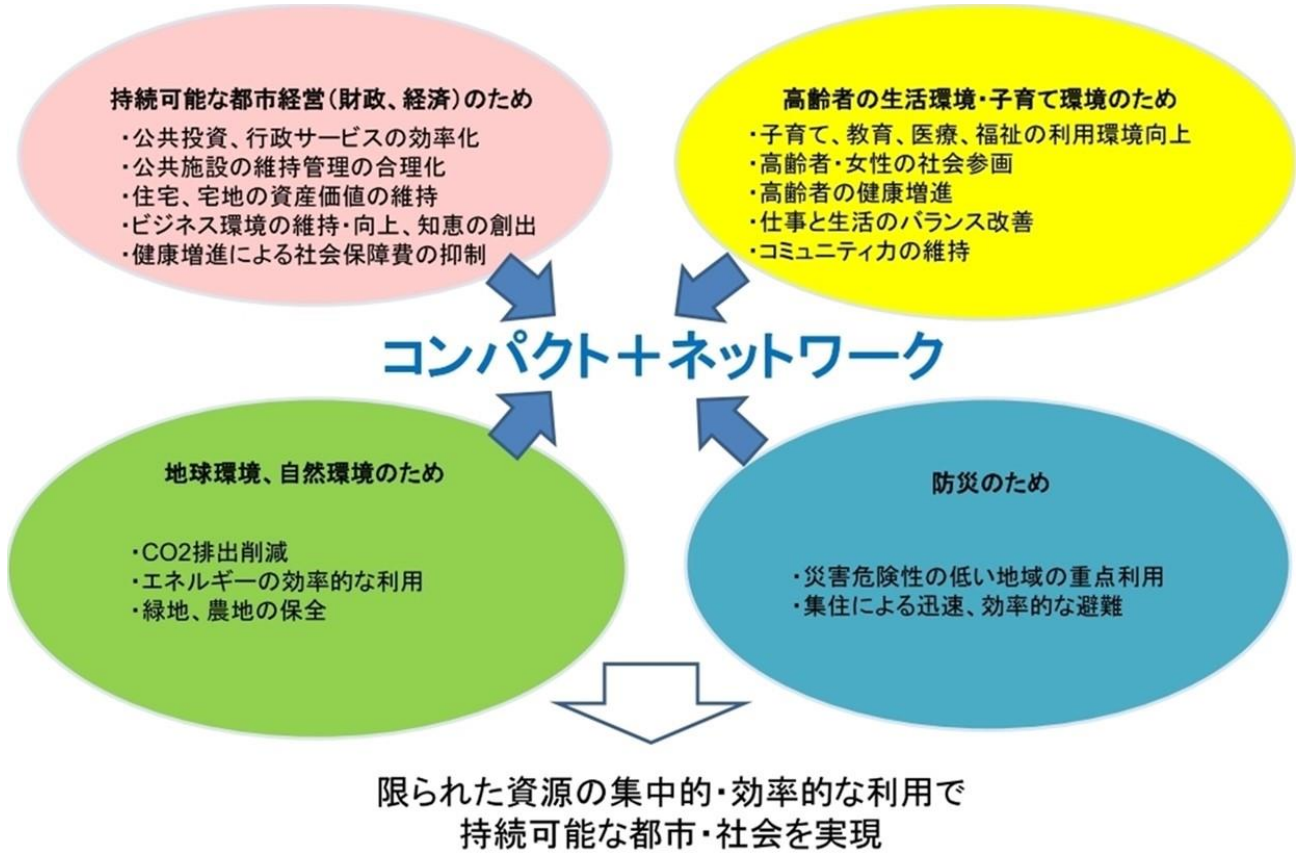 持続可能な都市経営(財政、経済)のため
・公共投資、行政サービスの効率化
・公共施設の維持管理の合理化
・住宅、宅地の資産価値の維持
・ビジネス環境の維持・向上、知恵の創出
・健康増進による社会保障費の抑制
高齢者の生活環境・子育て環境のため
・子育て、教育、医療、福祉の利用環境向上
・高齢者・女性の社会参画
・高齢者の健康増進
・仕事と生活のバランス改善
・コミュニティ力の維持
コンパクト+ネットワーク
地球環境、自然環境のため
・CO2排出削減
・エネルギーの効率的な利用
・緑地、農地の保全
防災のため
・災害危険性の低い地域の重点利用
・集住による迅速、効率的な避難
限られた資源の集中的・効率的な利用で
持続可能な都市・社会を実現